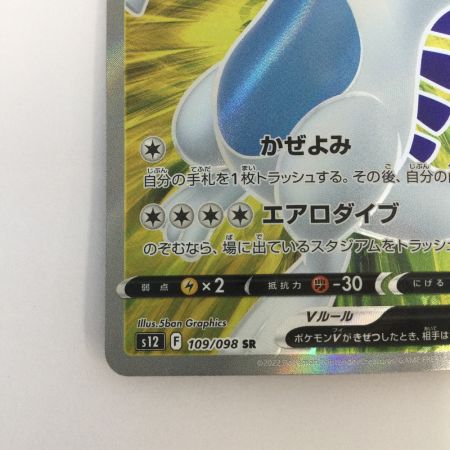 かぜよみ
自分の手札を1枚トラッシュする。その後、自分の
エアロダイブ
のぞむなら、場に出ているスタジアムをトラッシュ
弱点 ×2 抵抗力 -30 にげる
Vルール
Illus.5ban Graphics
ポケモンVがきぜつしたとき、相手は
s12 F 109/098 SR